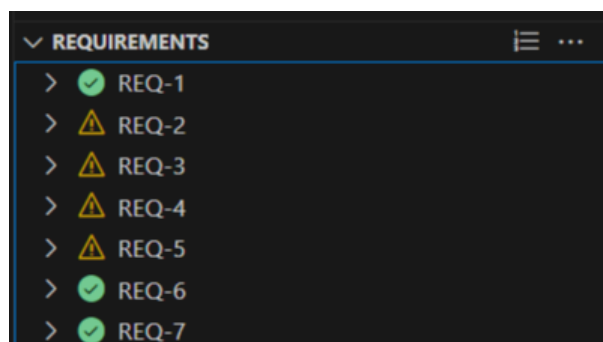 REQUIREMENTS
REQ-1
REQ-2
REQ-3
REQ-4
REQ-5
REQ-6
REQ-7